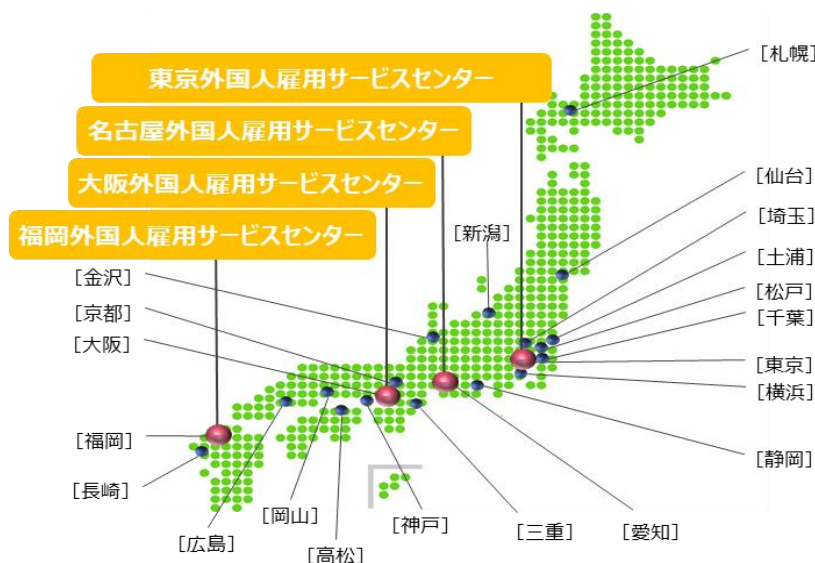 東京外国人雇用サービスセンター
[札幌]
名古屋外国人雇用サービスセンター
大阪外国人雇用サービスセンター
[仙台]
[埼玉]
福岡外国人雇用サービスセンター
[新潟]
[土浦]
[金沢]
[松戸]
[京都]
[千葉]
[大阪]
[東京]
[横浜]
[福岡]
[静岡]
[長崎]
[岡山]
[神戸]
[三重]
[愛知]
[広島]
[高松]